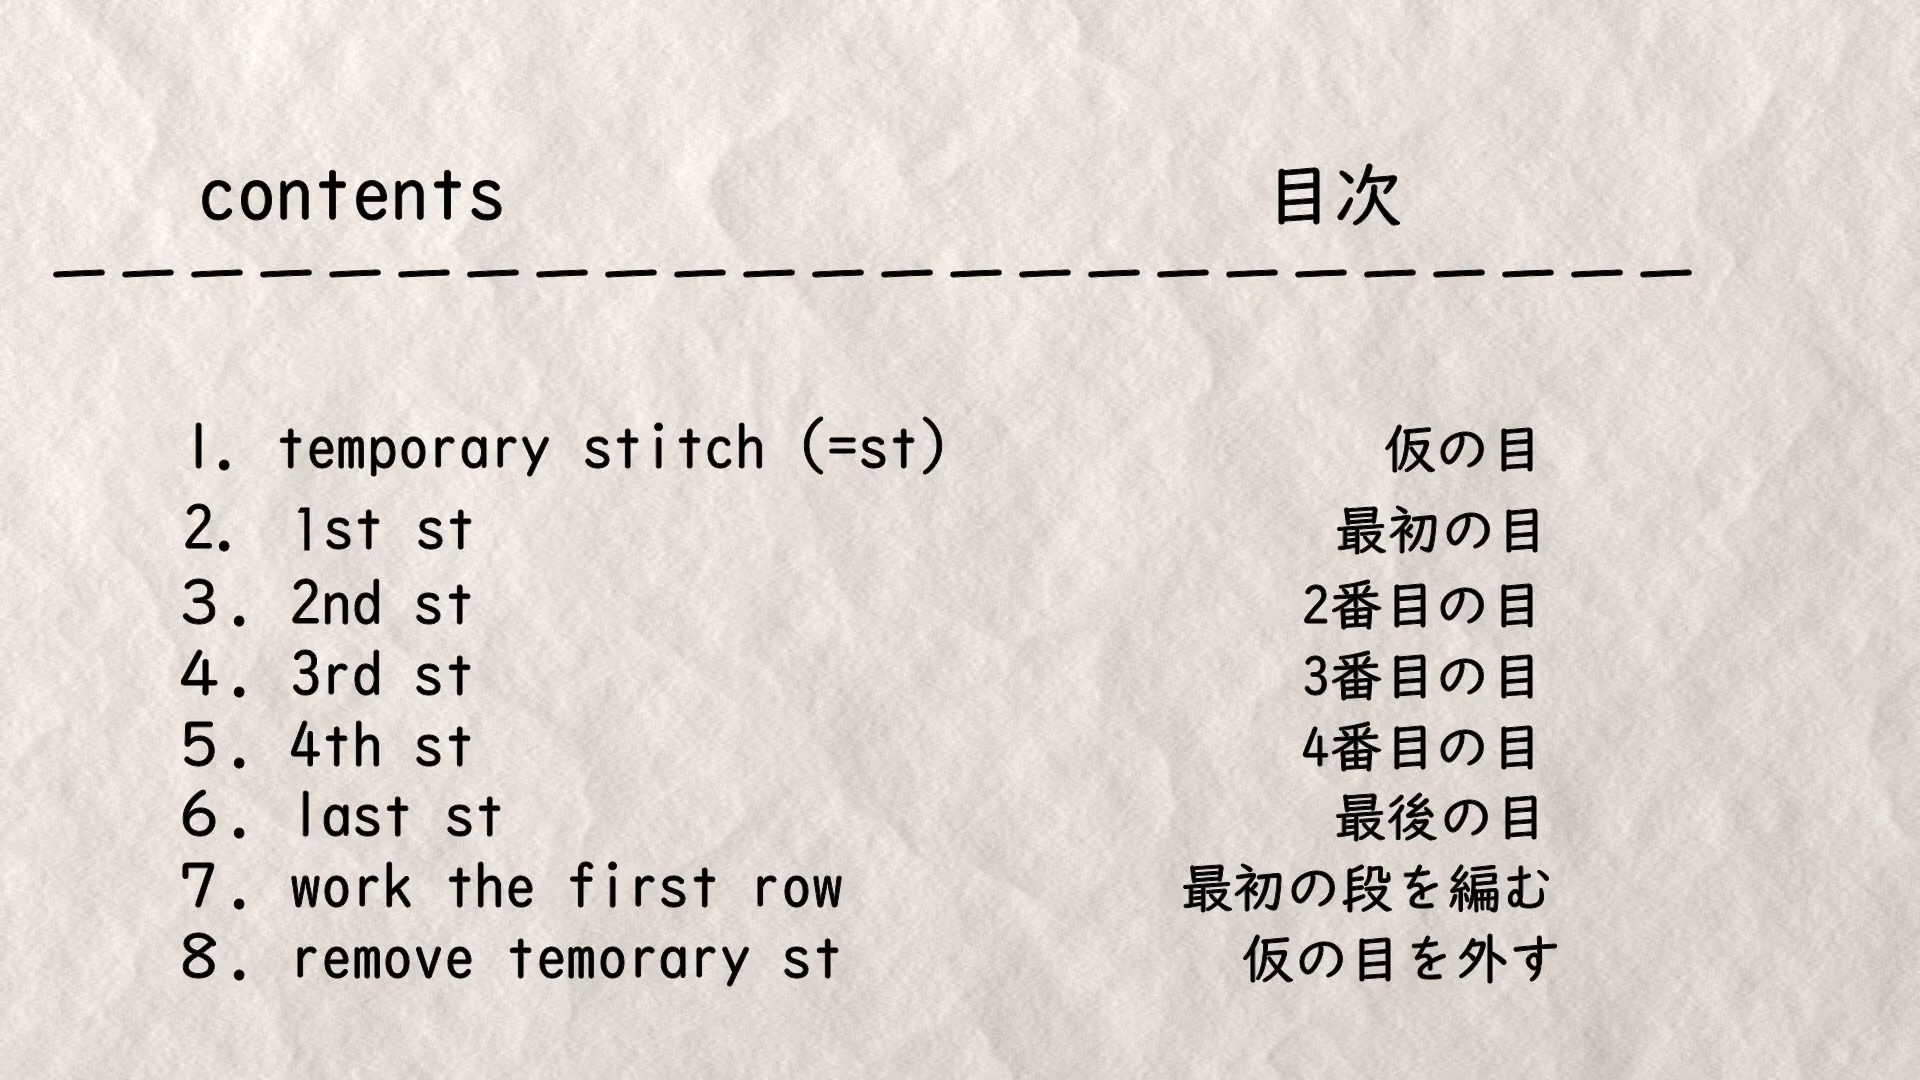 contents 目次
1. temporary stitch (=st) 仮の目
2. 1st st 最初の目
3. 2nd st 2番目の目
4. 3rd st 3番目の目
5. 4th st 4番目の目
6. last st 最後の目
7. work the first row 最初の段を編む
8. remove temorary st 仮の目を外す